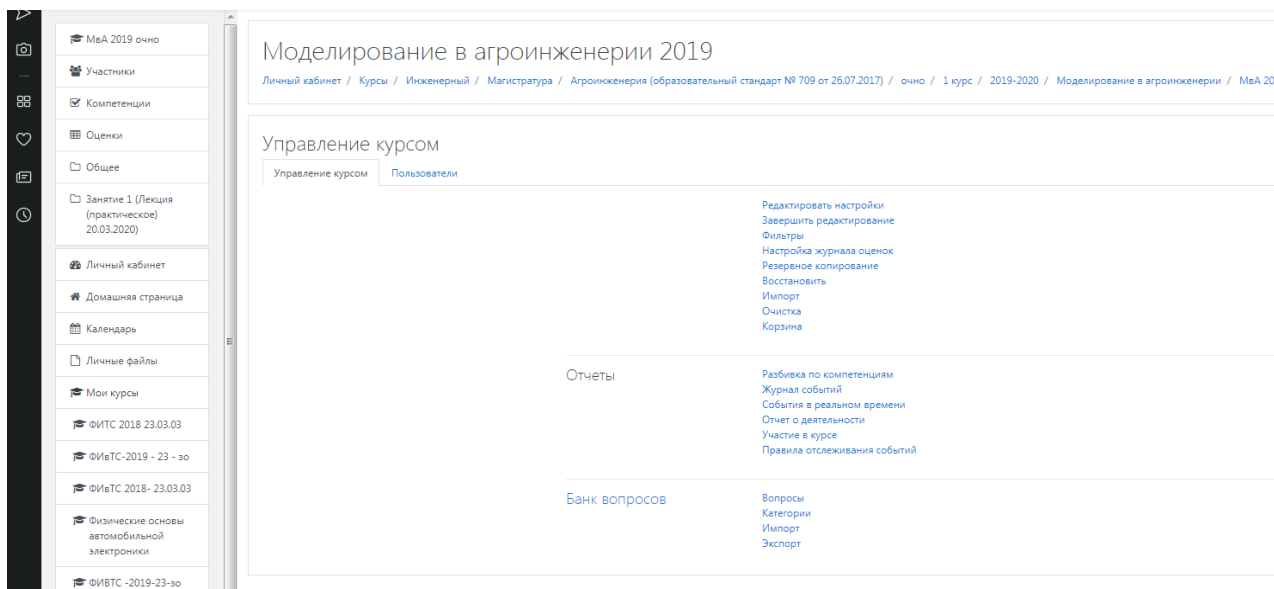 МвА 2019 очно
Участники
Компетенции
Оценки
Общее
Занятие 1 (Лекция
(практическое)
20.03.2020)
Личный кабинет
Домашняя страница
Календарь
Личные файлы
Мои курсы
ФИТС 2018 23.03.03
ФИвТС-2019 - 23 - зо
ФИвТС 2018- 23.03.03
Физические основы
автомобильной
электроники
ФИВТС -2019-23-зо
Моделирование в агроинженерии 2019
Личный кабинет / Курсы / Инженерный / Магистратура / Агроинженерия (образовательный стандарт № 709 от 26.07.2017) / очно / 1 курс / 2019-2020 / Моделирование в агроинженерии / МвА 20
Управление курсом
Управление курсом Пользователи
Редактировать настройки
Завершить редактирование
Фильтры
Настройка журнала оценок
Резервное копирование
Восстановить
Импорт
Очистка
Корзина
Отчеты
Разбивка по компетенциям
Журнал событий
События в реальном времени
Отчет о деятельности
Участие в курсе
Правила отслеживания событий
Банк вопросов
Вопросы
Категории
Импорт
Экспорт